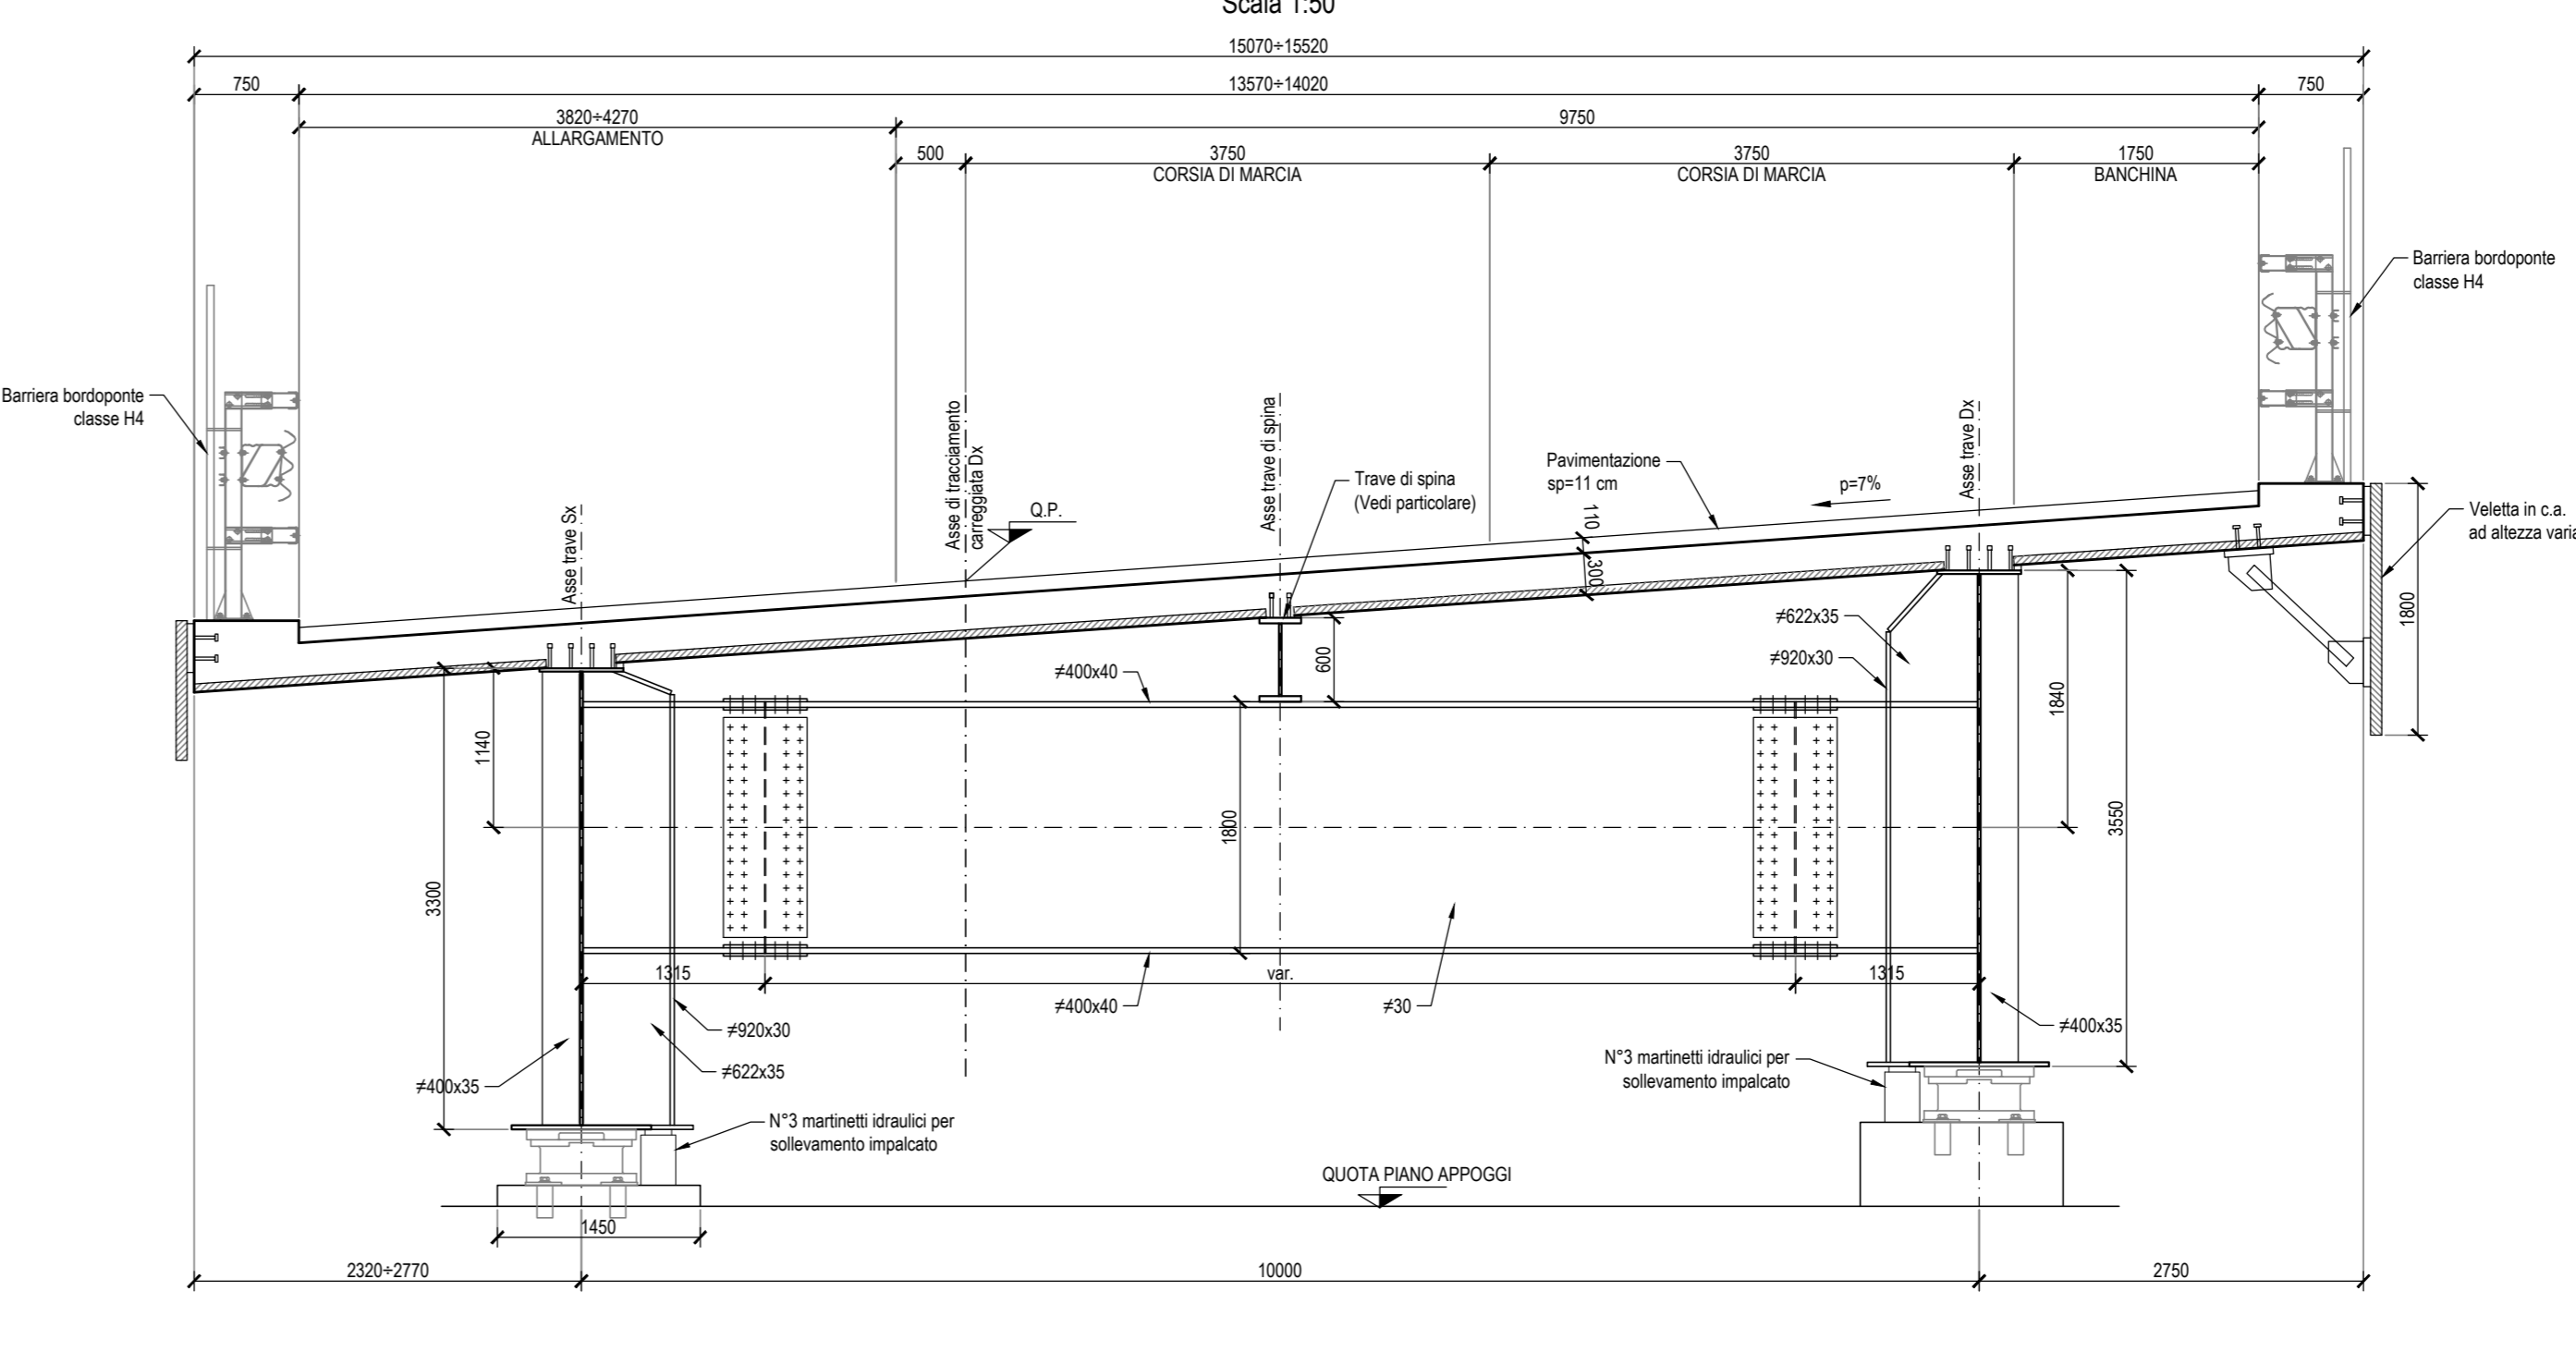 Scala 1:50
15070÷15520
750
13570÷14020
750
3820÷4270
ALLARGAMENTO
9750
500
3750
CORSIA DI MARCIA
3750
CORSIA DI MARCIA
1750
BANCHINA
Barriera bordoponte
classe H4
Barriera bordoponte
classe H4
Asse trave Sx
Asse di tracciamento
carreggiata Dx
Q.P.
Asse trave di spina
Trave di spina
(Vedi particolare)
Pavimentazione
sp=11 cm
110
300
p=7%
Asse trave Dx
Veletta in c.a.
ad altezza varia
1800
≠622x35
≠920x30
≠400x40
600
1140
1840
1800
3550
3300
1315
var.
1315
≠400x40
≠30
≠920x30
≠622x35
≠400x35
≠400x35
N°3 martinetti idraulici per
sollevamento impalcato
N°3 martinetti idraulici per
sollevamento impalcato
QUOTA PIANO APPOGGI
1450
2320÷2770
10000
2750